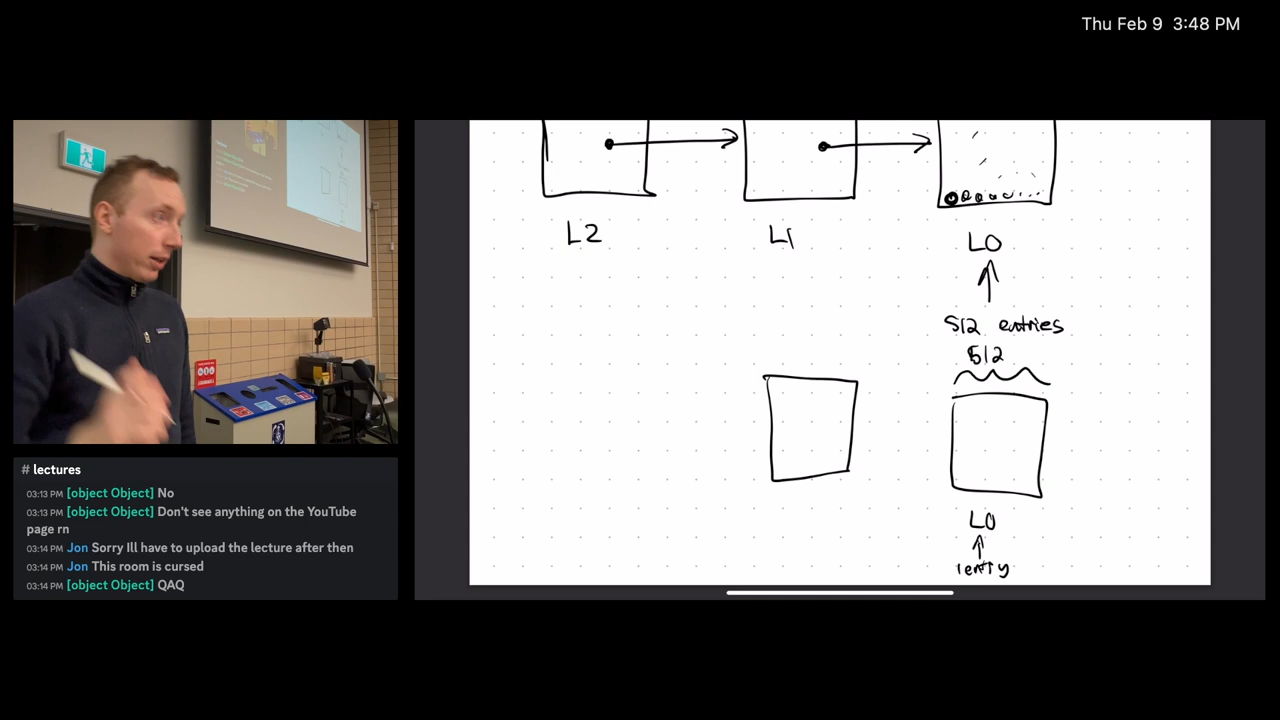 Thu Feb 9 3:48 PM
# lectures
03:13 PM [object Object] No
03:13 PM [object Object] Don't see anything on the YouTube
page rn
03:14 PM Jon Sorry Ill have to upload the lecture after then
03:14 PM Jon This room is cursed
03:14 PM [object Object] QAQ
L2
L1
L0
512 entries
512
L0
1 entry
patagonia